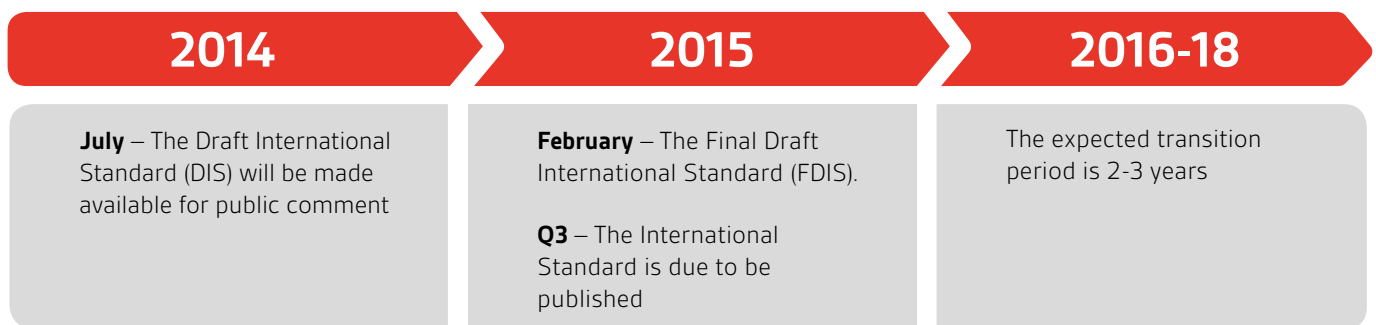 2014
2015
2016-18
July – The Draft International
Standard (DIS) will be made
available for public comment
February – The Final Draft
International Standard (FDIS).
Q3 – The International
Standard is due to be
published
The expected transition
period is 2-3 years